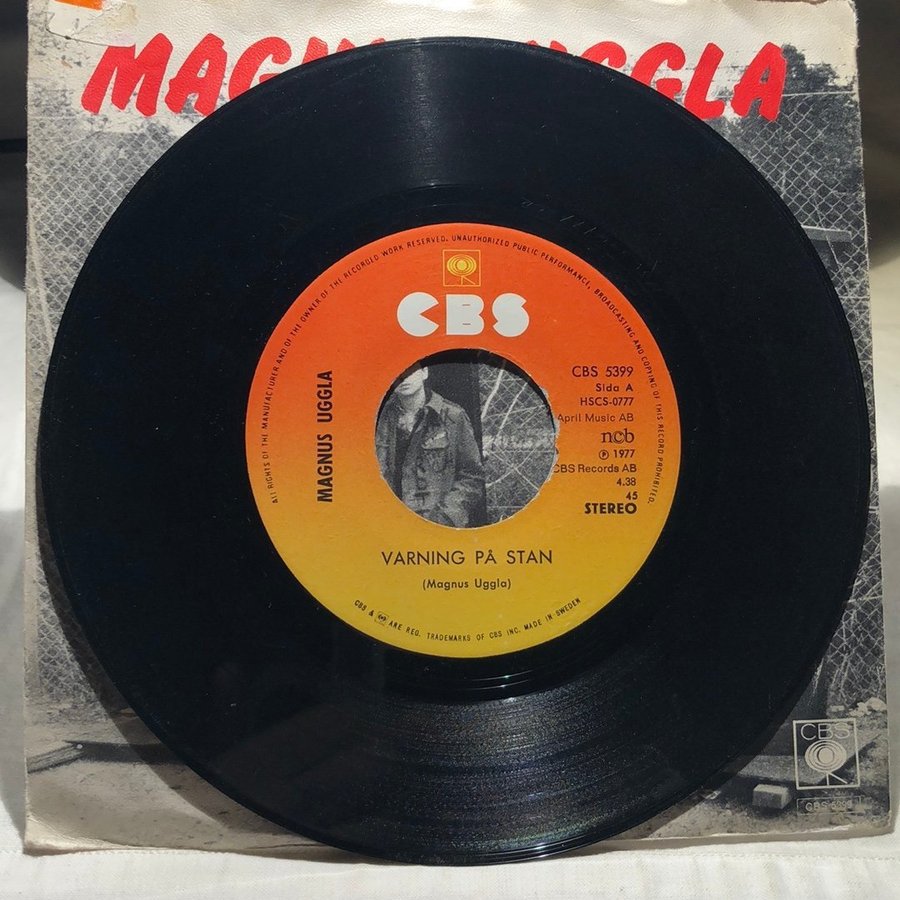 MAGN UGGLA
ALL RIGHTS OF THE MANUFACTURER AND OF THE OWNER OF THE RECORDED WORK RESERVED. UNAUTHORIZED PUBLIC PERFORMANCE, BROADCASTING AND COPYING OF THIS RECORD PROHIBITED.
CBS
MAGNUS UGGLA
CBS 5399
Sida A
HSCS-0777
April Music AB
ncb
℗ 1977
CBS Records AB
4.38
45
STEREO
VARNING PÅ STAN
(Magnus Uggla)
CBS & ARE REG. TRADEMARKS OF CBS INC. MADE IN SWEDEN
CBS